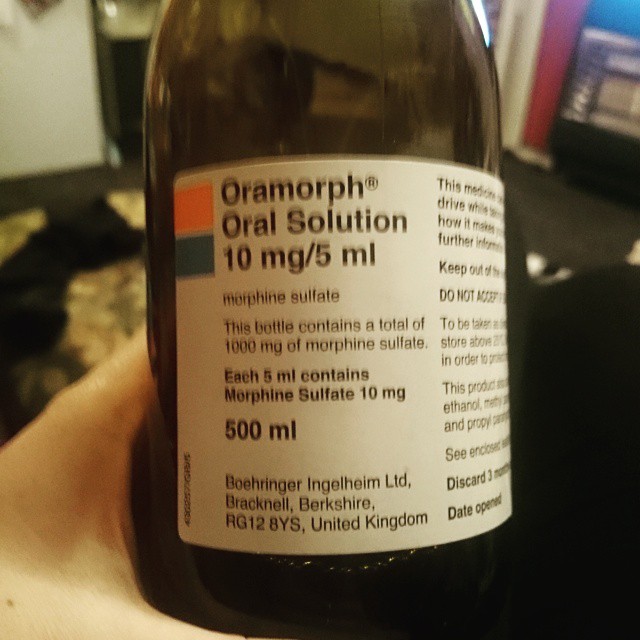 Oramorph®
Oral Solution
10 mg/5 ml
morphine sulfate
This bottle contains a total of
1000 mg of morphine sulfate.
Each 5 ml contains
Morphine Sulfate 10 mg
500 ml
Boehringer Ingelheim Ltd,
Bracknell, Berkshire,
RG12 8YS, United Kingdom
This medicine
drive while
how it makes
further
Keep out of the
DO NOT ACCEPT
To be taken
store above
in order to
This product
ethanol,
and propyl
See enclosed
Discard 3
Date opened